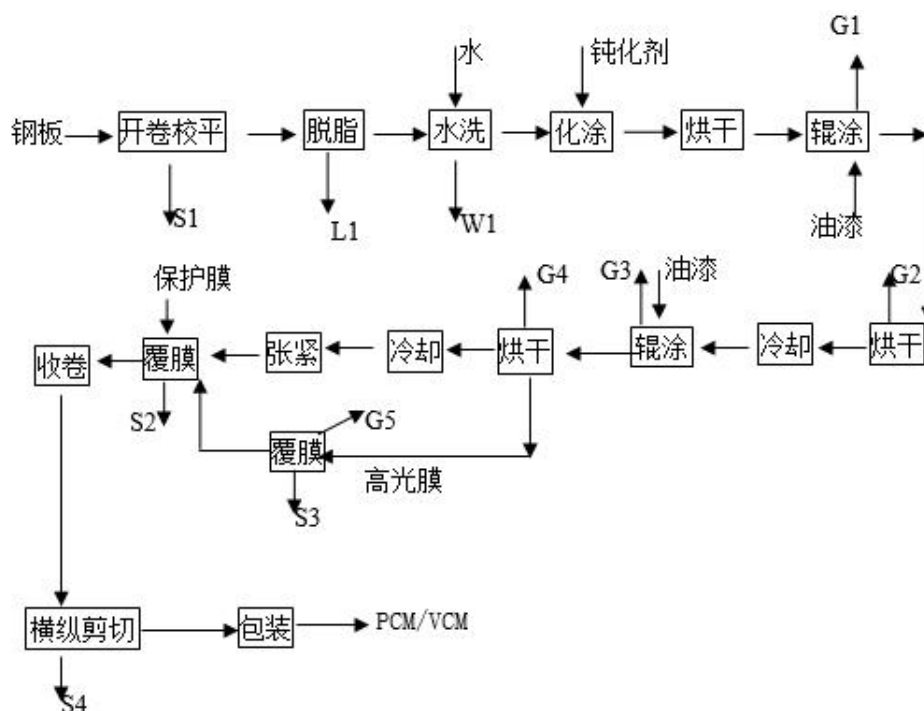 G1
水 钝化剂
钢板 开卷校平 脱脂 水洗 化涂 烘干 辊涂
S1 L1 W1 油漆
保护膜 G4 G3 油漆 G2
收卷 覆膜 张紧 冷却 烘干 辊涂 冷却 烘干
S2 覆膜 G5
高光膜
S3
横纵剪切 包装 PCM/VCM
S4